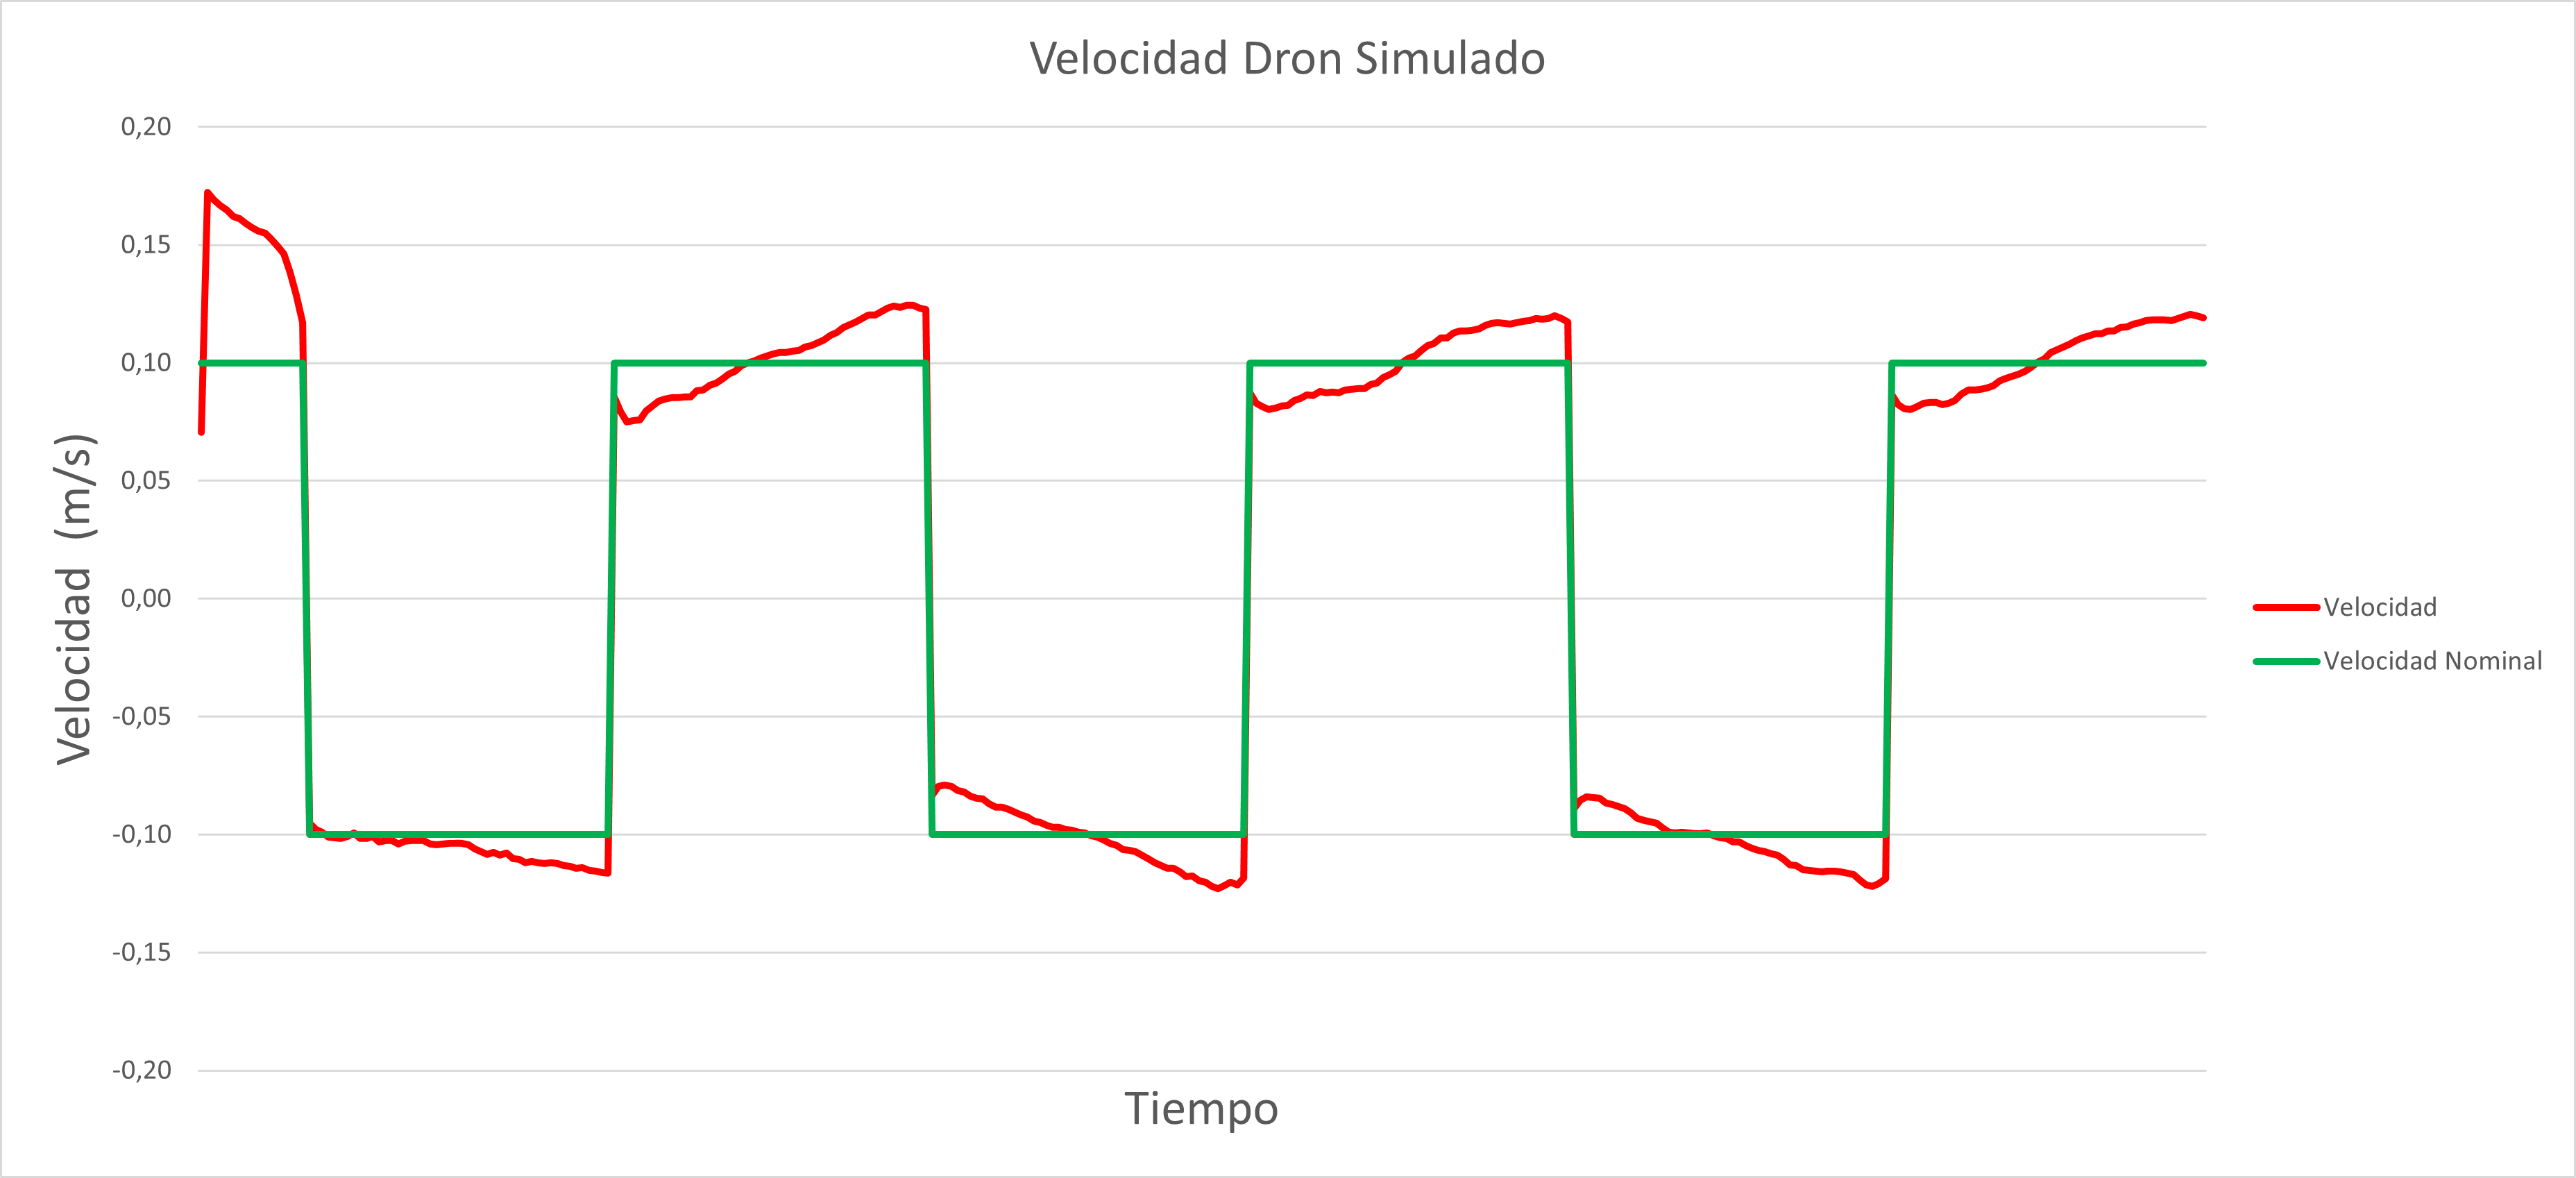 Velocidad Dron Simulado
0,20
0,15
0,10
0,05
0,00
-0,05
-0,10
-0,15
-0,20
Velocidad (m/s)
Tiempo
Velocidad
Velocidad Nominal